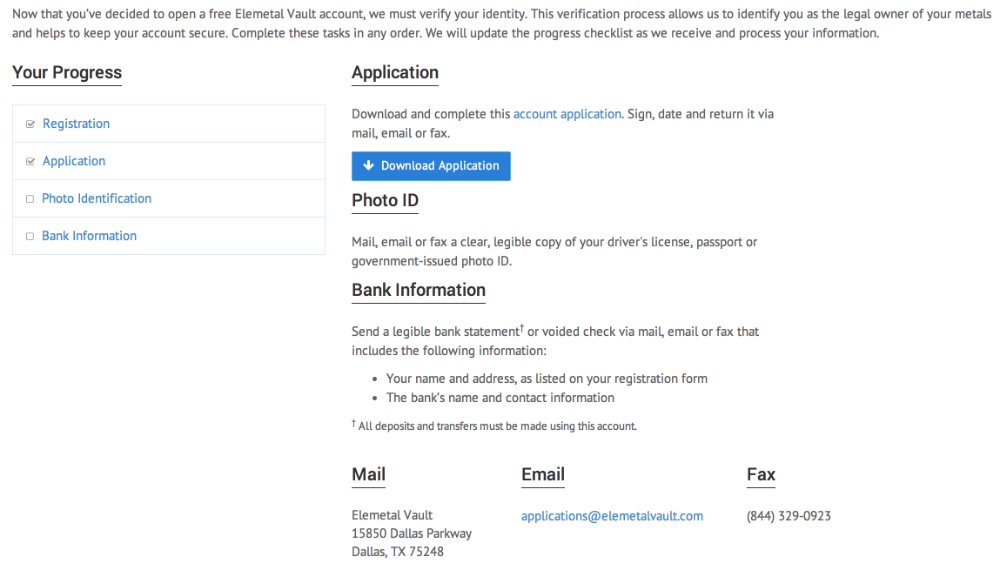 Now that you've decided to open a free Elemetal Vault account, we must verify your identity. This verification process allows us to identify you as the legal owner of your metals
and helps to keep your account secure. Complete these tasks in any order. We will update the progress checklist as we receive and process your information.
Your Progress
Registration
Application
Photo Identification
Bank Information
Application
Download and complete this account application. Sign, date and return it via
mail, email or fax.
Download Application
Photo ID
Mail, email or fax a clear, legible copy of your driver's license, passport or
government-issued photo ID.
Bank Information
Send a legible bank statement† or voided check via mail, email or fax that
includes the following information:
• Your name and address, as listed on your registration form
• The bank's name and contact information
† All deposits and transfers must be made using this account.
Mail
Elemetal Vault
15850 Dallas Parkway
Dallas, TX 75248
Email
applications@elemetalvault.com
Fax
(844) 329-0923